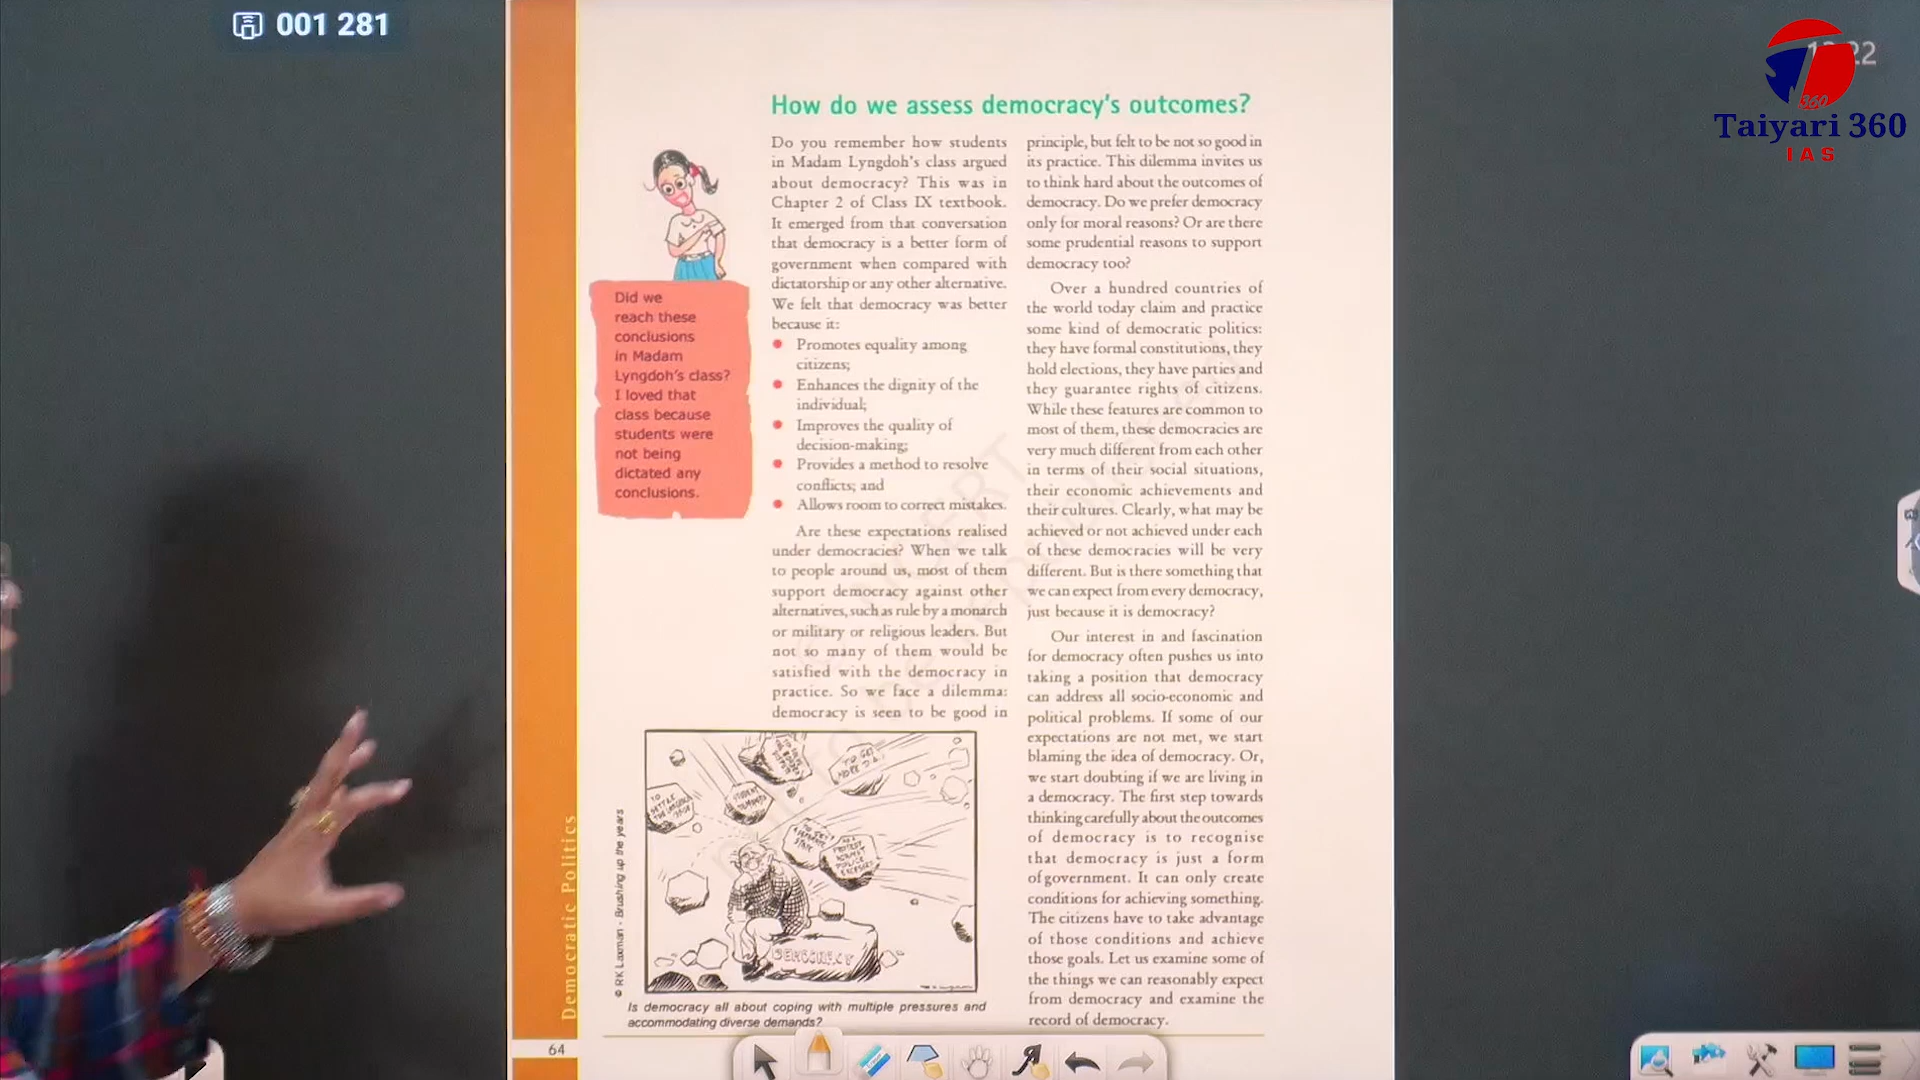 001 281
12:22
360
Taiyari 360
IAS
How do we assess democracy's outcomes?
Do you remember how students
in Madam Lyngdoh's class argued
about democracy? This was in
Chapter 2 of Class IX textbook.
It emerged from that conversation
that democracy is a better form of
government when compared with
dictatorship or any other alternative.
We felt that democracy was better
because it:
● Promotes equality among
citizens;
● Enhances the dignity of the
individual;
● Improves the quality of
decision-making;
● Provides a method to resolve
conflicts; and
● Allows room to correct mistakes.
Are these expectations realised
under democracies? When we talk
to people around us, most of them
support democracy against other
alternatives, such as rule by a monarch
or military or religious leaders. But
not so many of them would be
satisfied with the democracy in
practice. So we face a dilemma:
democracy is seen to be good in
principle, but felt to be not so good in
its practice. This dilemma invites us
to think hard about the outcomes of
democracy. Do we prefer democracy
only for moral reasons? Or are there
some prudential reasons to support
democracy too?
Over a hundred countries of
the world today claim and practice
some kind of democratic politics:
they have formal constitutions, they
hold elections, they have parties and
they guarantee rights of citizens.
While these features are common to
most of them, these democracies are
very much different from each other
in terms of their social situations,
their economic achievements and
their cultures. Clearly, what may be
achieved or not achieved under each
of these democracies will be very
different. But is there something that
we can expect from every democracy,
just because it is democracy?
Our interest in and fascination
for democracy often pushes us into
taking a position that democracy
can address all socio-economic and
political problems. If some of our
expectations are not met, we start
blaming the idea of democracy. Or,
we start doubting if we are living in
a democracy. The first step towards
thinking carefully about the outcomes
of democracy is to recognise
that democracy is just a form
of government. It can only create
conditions for achieving something.
The citizens have to take advantage
of those conditions and achieve
those goals. Let us examine some of
the things we can reasonably expect
from democracy and examine the
record of democracy.
Did we
reach these
conclusions
in Madam
Lyngdoh's class?
I loved that
class because
students were
not being
dictated any
conclusions.
TO GET
MORE D.A.!
TO
SETTLE
THE LANGUAGE
ISSUE
STUDENT
DEMANDS
TO GET
A SEPARATE
STATE
AS A
PROTEST
AGAINST
POLICE
EXCESSES
DEMOCRACY
© RK Laxman - Brushing up the years
Is democracy all about coping with multiple pressures and
accommodating diverse demands?
Democratic Politics
64